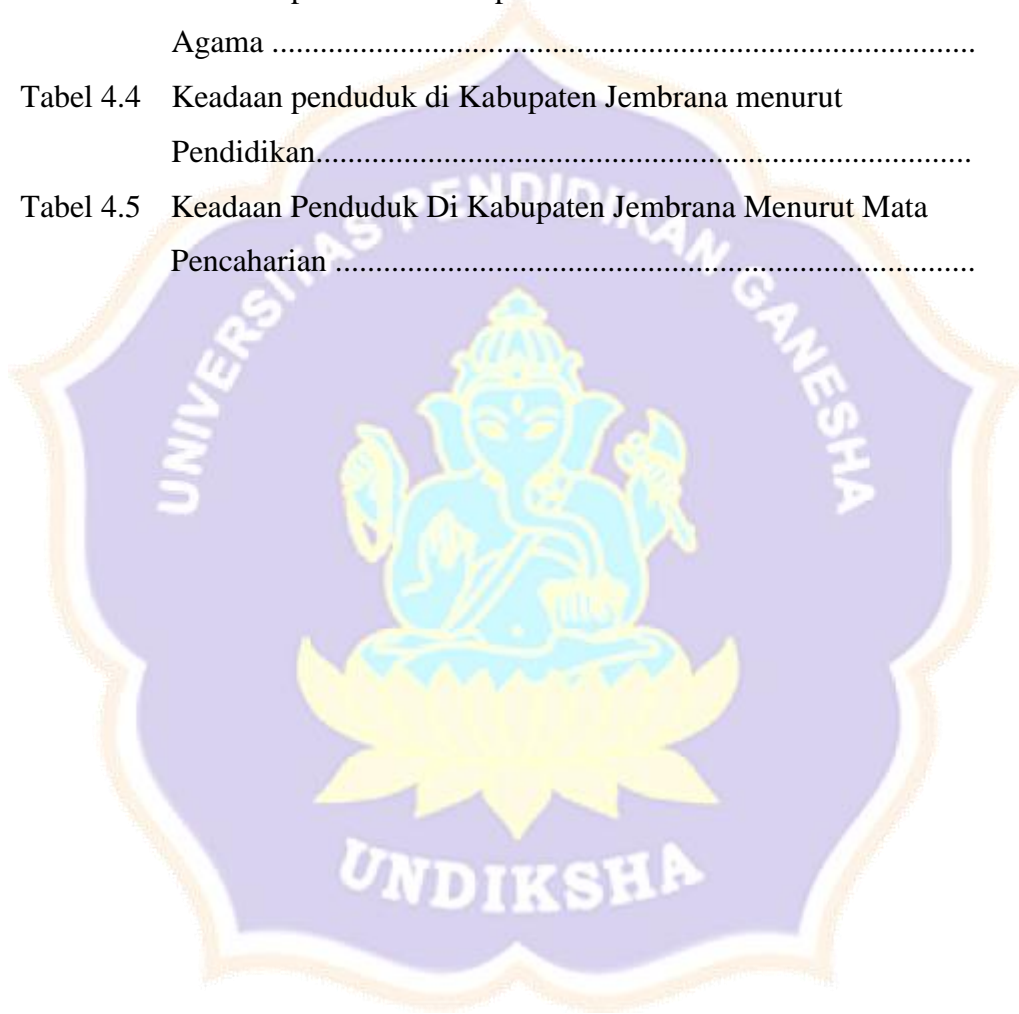 Agama ........................................................................................
Tabel 4.4 Keadaan penduduk di Kabupaten Jembrana menurut
Pendidikan.................................................................................
Tabel 4.5 Keadaan Penduduk Di Kabupaten Jembrana Menurut Mata
Pencaharian ................................................................................
UNIVERSITAS PENDIDIKAN GANESHA
UNDIKSHA